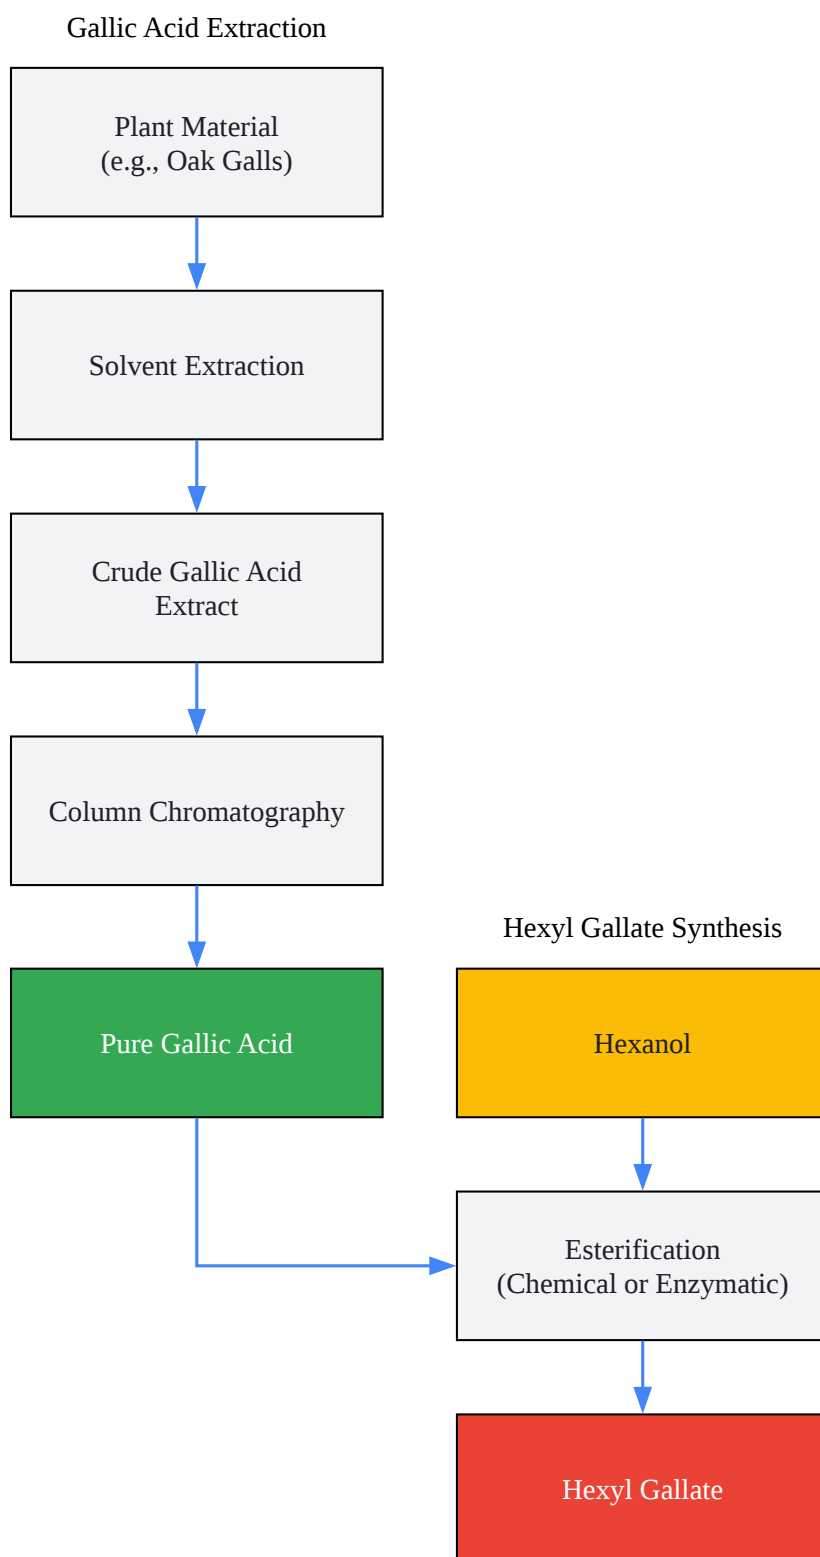 Gallic Acid Extraction
Plant Material
(e.g., Oak Galls)
Solvent Extraction
Crude Gallic Acid
Extract
Column Chromatography
Pure Gallic Acid
Hexyl Gallate Synthesis
Hexanol
Esterification
(Chemical or Enzymatic)
Hexyl Gallate